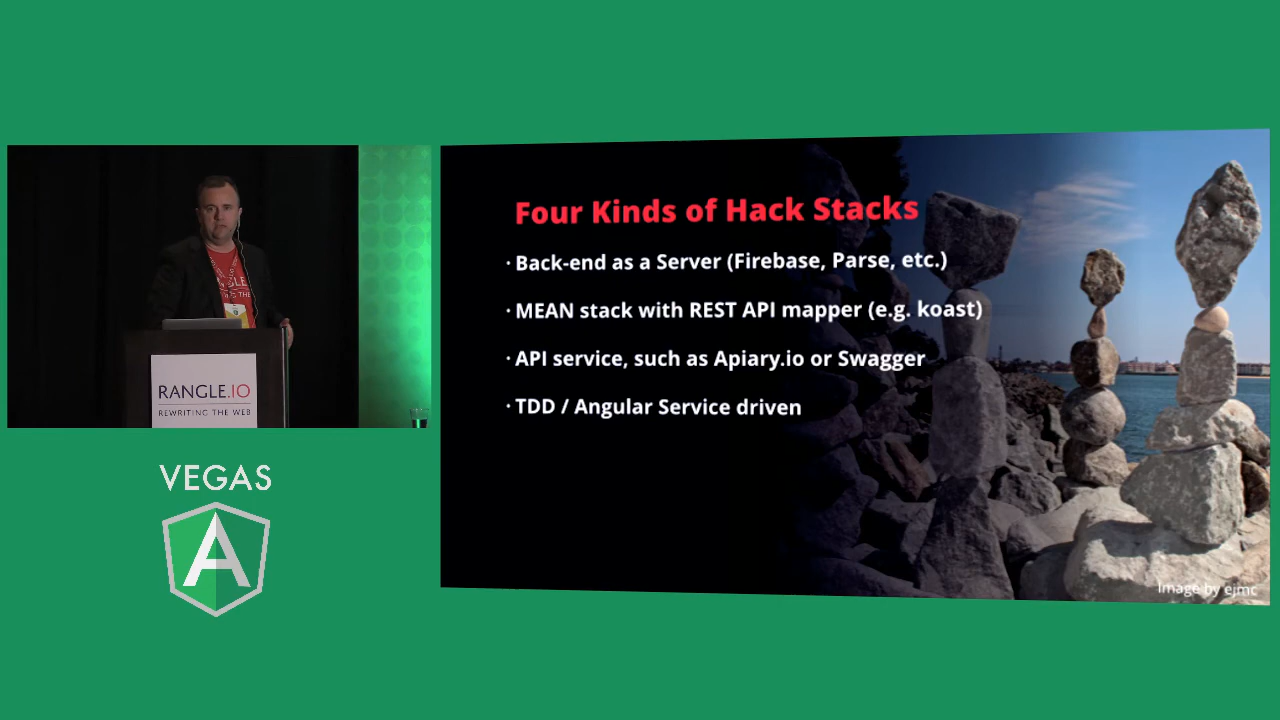 Four Kinds of Hack Stacks
· Back-end as a Server (Firebase, Parse, etc.)
· MEAN stack with REST API mapper (e.g. koast)
· API service, such as Apiary.io or Swagger
· TDD / Angular Service driven
Image by ejmc
RANGLE.IO
REWRITING THE WEB
VEGAS
A